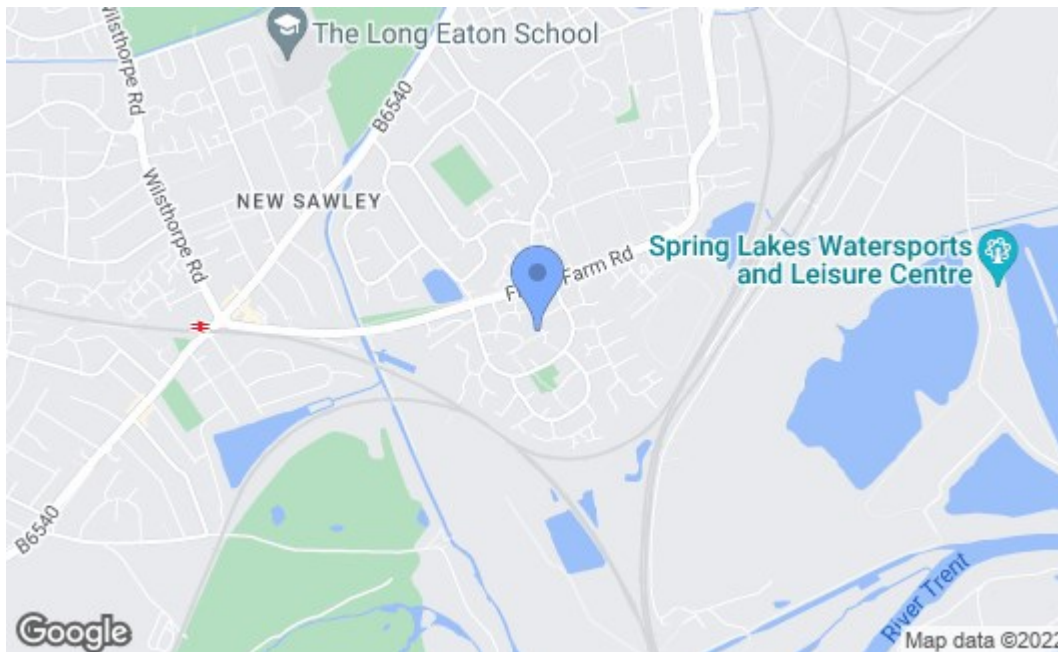 Wilsthorpe Rd
The Long Eaton School
B6540
Wilsthorpe Rd
NEW SAWLEY
Farm Rd
Spring Lakes Watersports
and Leisure Centre
B6540
River Trent
Google
Map data ©2022